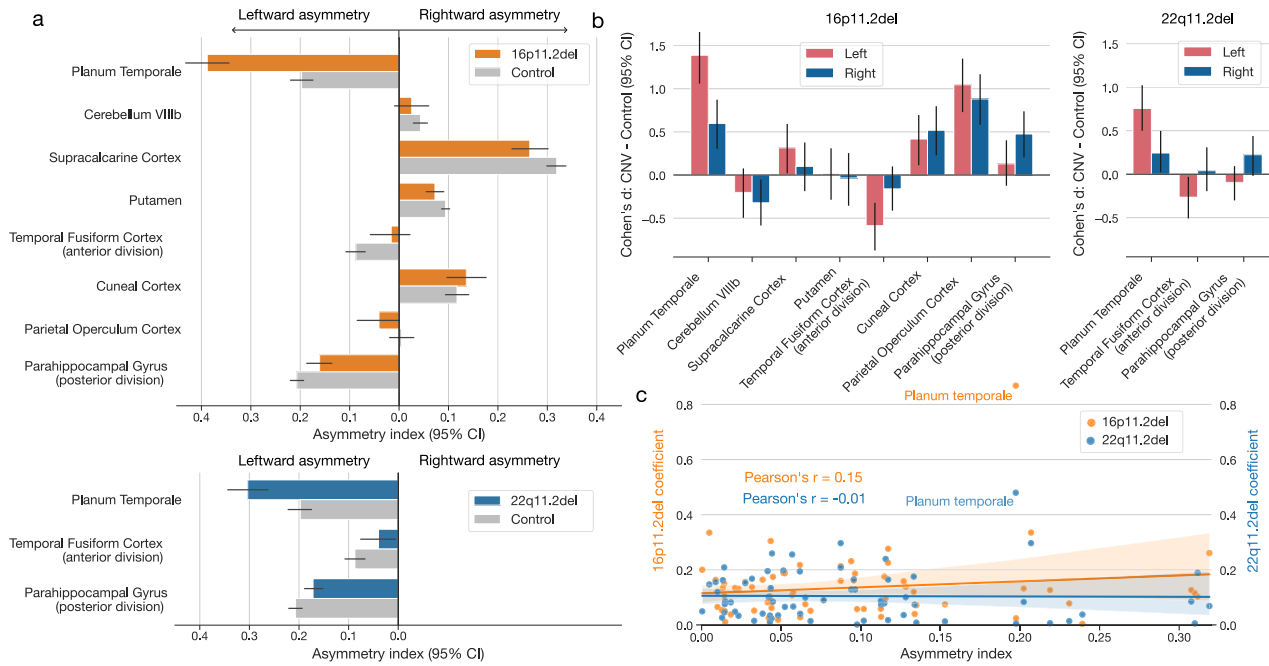 a
Leftward asymmetry
Rightward asymmetry
16p11.2del
Control
Planum Temporale
Cerebellum VIIIb
Supracalcarine Cortex
Putamen
Temporal Fusiform Cortex
(anterior division)
Cuneal Cortex
Parietal Operculum Cortex
Parahippocampal Gyrus
(posterior division)
0.4 0.3 0.2 0.1 0.0 0.1 0.2 0.3 0.4
Asymmetry index (95% CI)
Leftward asymmetry
Rightward asymmetry
22q11.2del
Control
Planum Temporale
Temporal Fusiform Cortex
(anterior division)
Parahippocampal Gyrus
(posterior division)
0.4 0.3 0.2 0.1 0.0
Asymmetry index (95% CI)
b
16p11.2del
Cohen's d: CNV - Control (95% CI)
1.5
1.0
0.5
0.0
−0.5
Left
Right
Planum Temporale
Cerebellum VIIIb
Supracalcarine Cortex
Putamen
Temporal Fusiform Cortex
(anterior division)
Cuneal Cortex
Parietal Operculum Cortex
Parahippocampal Gyrus
(posterior division)
22q11.2del
Cohen's d: CNV - Control (95% CI)
1.5
1.0
0.5
0.0
−0.5
Left
Right
Planum Temporale
Temporal Fusiform Cortex
(anterior division)
Parahippocampal Gyrus
(posterior division)
c
16p11.2del coefficient
0.8
0.6
0.4
0.2
0.0
Planum temporale
16p11.2del
22q11.2del
Pearson's r = 0.15
Pearson's r = -0.01
Planum temporale
0.8
0.6
0.4
0.2
0.0
22q11.2del coefficient
0.00 0.05 0.10 0.15 0.20 0.25 0.30
Asymmetry index